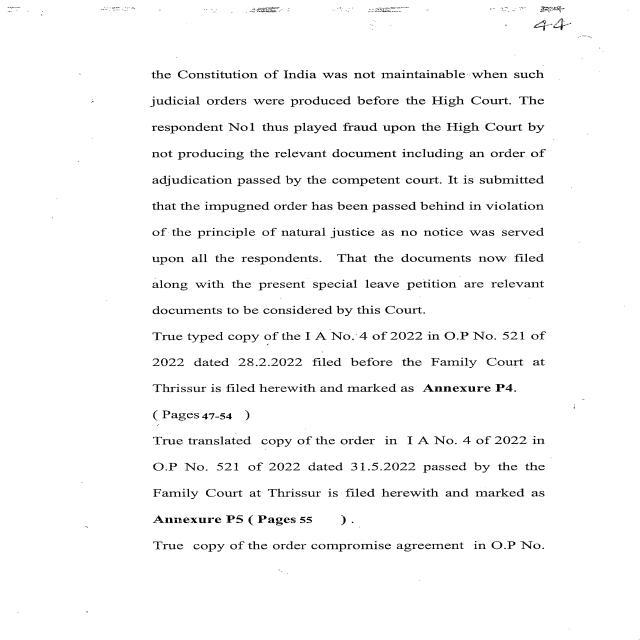 44
the Constitution of India was not maintainable when such
judicial orders were produced before the High Court. The
respondent No1 thus played fraud upon the High Court by
not producing the relevant document including an order of
adjudication passed by the competent court. It is submitted
that the impugned order has been passed behind in violation
of the principle of natural justice as no notice was served
upon all the respondents. That the documents now filed
along with the present special leave petition are relevant
documents to be considered by this Court.
True typed copy of the I A No. 4 of 2022 in O.P No. 521 of
2022 dated 28.2.2022 filed before the Family Court at
Thrissur is filed herewith and marked as Annexure P4.
( Pages 47-54 )
True translated copy of the order in I A No. 4 of 2022 in
O.P No. 521 of 2022 dated 31.5.2022 passed by the the
Family Court at Thrissur is filed herewith and marked as
Annexure P5 ( Pages 55 ) .
True copy of the order compromise agreement in O.P No.